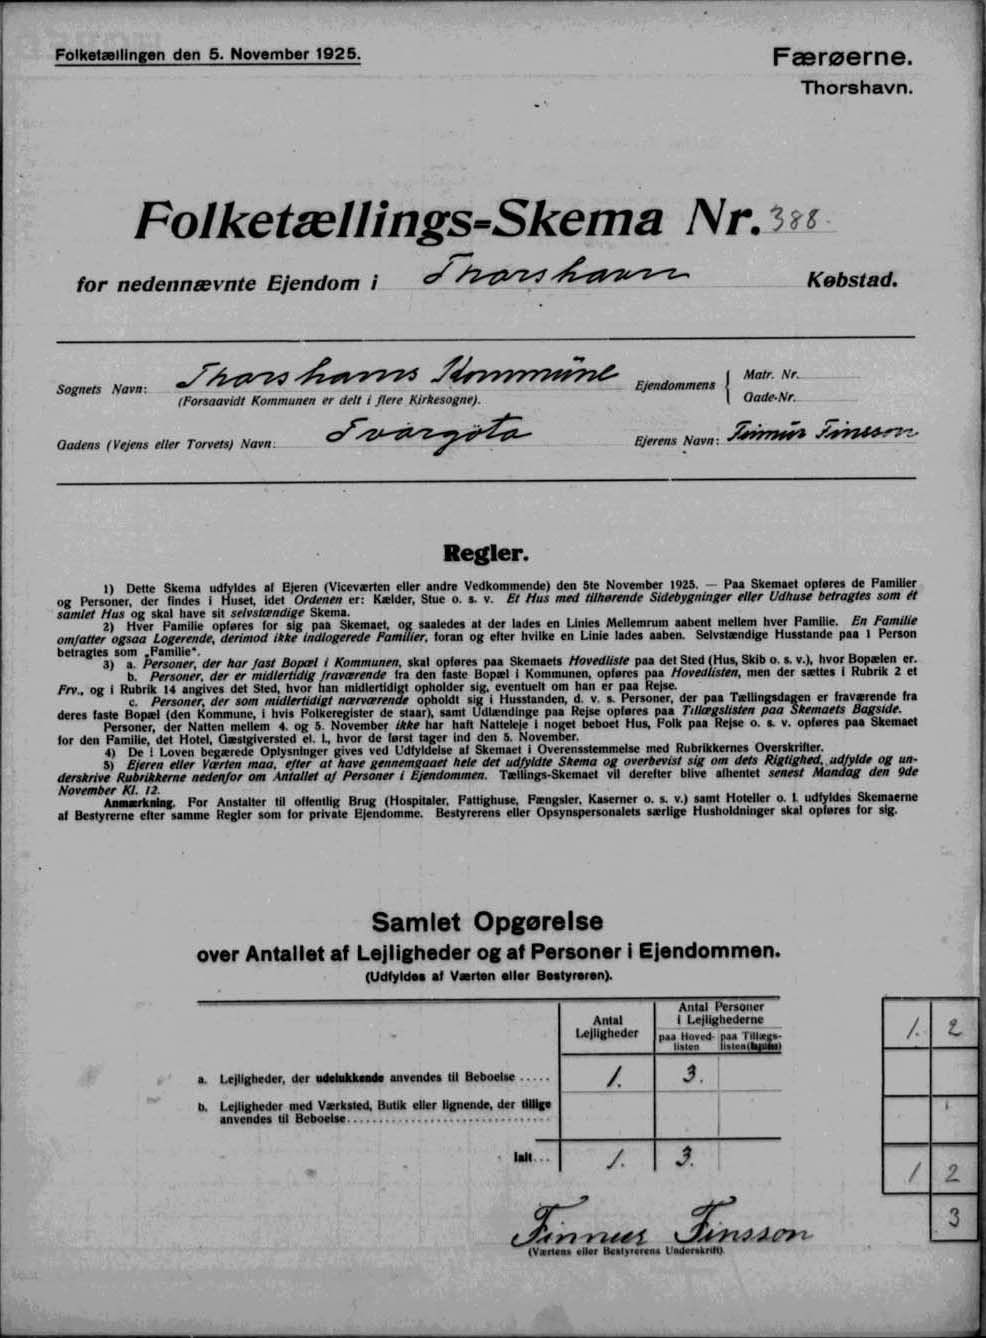 Folketællingen den 5. November 1925.
Færøerne.
Thorshavn.
Folketællings-Skema Nr. 388
for nedennævnte Ejendom i Thorshavn Købstad.
Sognets Navn: Thorshavns Kommune
(Forsaavidt Kommunen er delt i flere Kirkesogne).
Ejendommens { Matr. Nr.
Gade-Nr.
Gadens (Vejens eller Torvets) Navn: Tvørgøta Ejerens Navn: Finnur Finsson
Regler.
1) Dette Skema udfyldes af Ejeren (Viceværten eller andre Vedkommende) den 5te November 1925. — Paa Skemaet opføres de Familier
og Personer, der findes i Huset, idet Ordenen er: Kælder, Stue o. s. v. Et Hus med tilhørende Sidebygninger eller Udhuse betragtes som ét
samlet Hus og skal have sit selvstændige Skema.
2) Hver Familie opføres for sig paa Skemaet, og saaledes at der lades en Linies Mellemrum aabent mellem hver Familie. En Familie
omfatter ogsaa Logerende, derimod ikke indlogerede Familier, foran og efter hvilke en Linie lades aaben. Selvstændige Husstande paa 1 Person
betragtes som „Familie“.
3) a. Personer, der har fast Bopæl i Kommunen, skal opføres paa Skemaets Hovedliste paa det Sted (Hus, Skib o. s. v.), hvor Bopælen er.
b. Personer, der er midlertidig fraværende fra den faste Bopæl i Kommunen, opføres paa Hovedlisten, men der sættes i Rubrik 2 et
Frv., og i Rubrik 14 angives det Sted, hvor han midlertidigt opholder sig, eventuelt om han er paa Rejse.
c. Personer, der som midlertidigt nærværende opholdt sig i Husstanden, d. v. s. Personer, der paa Tællingsdagen er fraværende fra
deres faste Bopæl (den Kommune, i hvis Folkeregister de staar), samt Udlændinge paa Rejse opføres paa Tillægslisten paa Skemaets Bagside.
Personer, der Natten mellem 4. og 5. November ikke har haft Natteleje i noget beboet Hus, Folk paa Rejse o. s. v. opføres paa Skemaet
for den Familie, det Hotel, Gæstgiversted el. l., hvor de først tager ind den 5. November.
4) De i Loven begærede Oplysninger gives ved Udfyldelse af Skemaet i Overensstemmelse med Rubrikkernes Overskrifter.
5) Ejeren eller Værten maa, efter at have gennemgaaet hele det udfyldte Skema og overbevist sig om dets Rigtighed, udfylde og un-
derskrive Rubrikkerne nedenfor om Antallet af Personer i Ejendommen. Tællings-Skemaet vil derefter blive afhentet senest Mandag den 9de
November Kl. 12.
Anmærkning. For Anstalter til offentlig Brug (Hospitaler, Fattighuse, Fængsler, Kaserner o. s. v.) samt Hoteller o. l. udfyldes Skemaerne
af Bestyrerne efter samme Regler som for private Ejendomme. Bestyrerens eller Opsynspersonalets særlige Husholdninger skal opføres for sig.
Samlet Opgørelse
over Antallet af Lejligheder og af Personer i Ejendommen.
(Udfyldes af Værten eller Bestyreren).
Antal Lejligheder
Antal Personer i Lejlighederne
paa Hoved-listen
paa Tillægs-listen (Bagsiden)
1. 2
a. Lejligheder, der udelukkende anvendes til Beboelse ..... 1. 3.
b. Lejligheder med Værksted, Butik eller lignende, der tillige
anvendes til Beboelse
Ialt... 1. 3. 1 2
3
Finnur Finsson
(Værtens eller Bestyrerens Underskrift).